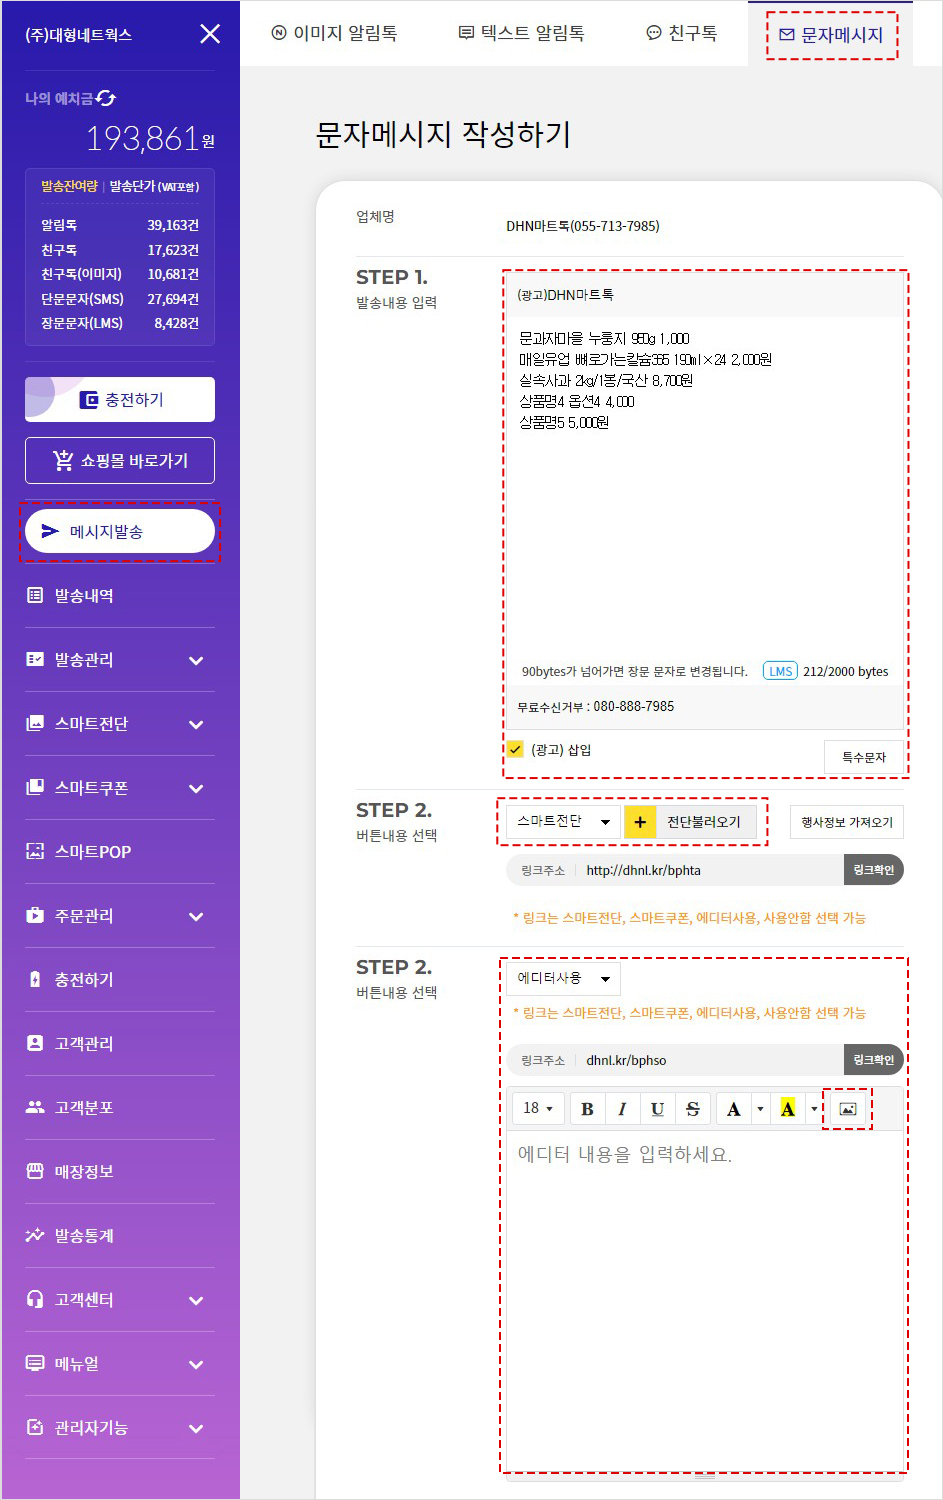 (주)대형네트웍스
나의 예치금
193,861원
발송잔여량 | 발송단가 (VAT포함)
알림톡 39,163건
친구톡 17,623건
친구톡(이미지) 10,681건
단문문자(SMS) 27,694건
장문문자(LMS) 8,428건
충전하기
쇼핑몰 바로가기
메시지발송
발송내역
발송관리
스마트전단
스마트쿠폰
스마트POP
주문관리
충전하기
고객관리
고객분포
매장정보
발송통계
고객센터
메뉴얼
관리자기능
이미지 알림톡 텍스트 알림톡 친구톡 문자메시지
문자메시지 작성하기
업체명 DHN마트톡(055-713-7985)
STEP 1.
발송내용 입력
(광고)DHN마트톡
문과자마을 누룽지 950g 1,000
매일유업 뼈로가는칼슘365 190ml×24 2,000원
실속사과 2kg/1봉/국산 8,700원
상품명4 옵션4 4,000
상품명5 5,000원
90bytes가 넘어가면 장문 문자로 변경됩니다. LMS 212/2000 bytes
무료수신거부 : 080-888-7985
(광고) 삽입 특수문자
STEP 2.
버튼내용 선택
스마트전단 + 전단불러오기 행사정보 가져오기
링크주소 http://dhnl.kr/bphta 링크확인
* 링크는 스마트전단, 스마트쿠폰, 에디터사용, 사용안함 선택 가능
STEP 2.
버튼내용 선택
에디터사용
* 링크는 스마트전단, 스마트쿠폰, 에디터사용, 사용안함 선택 가능
링크주소 dhnl.kr/bphso 링크확인
18 B I U S A A
에디터 내용을 입력하세요.